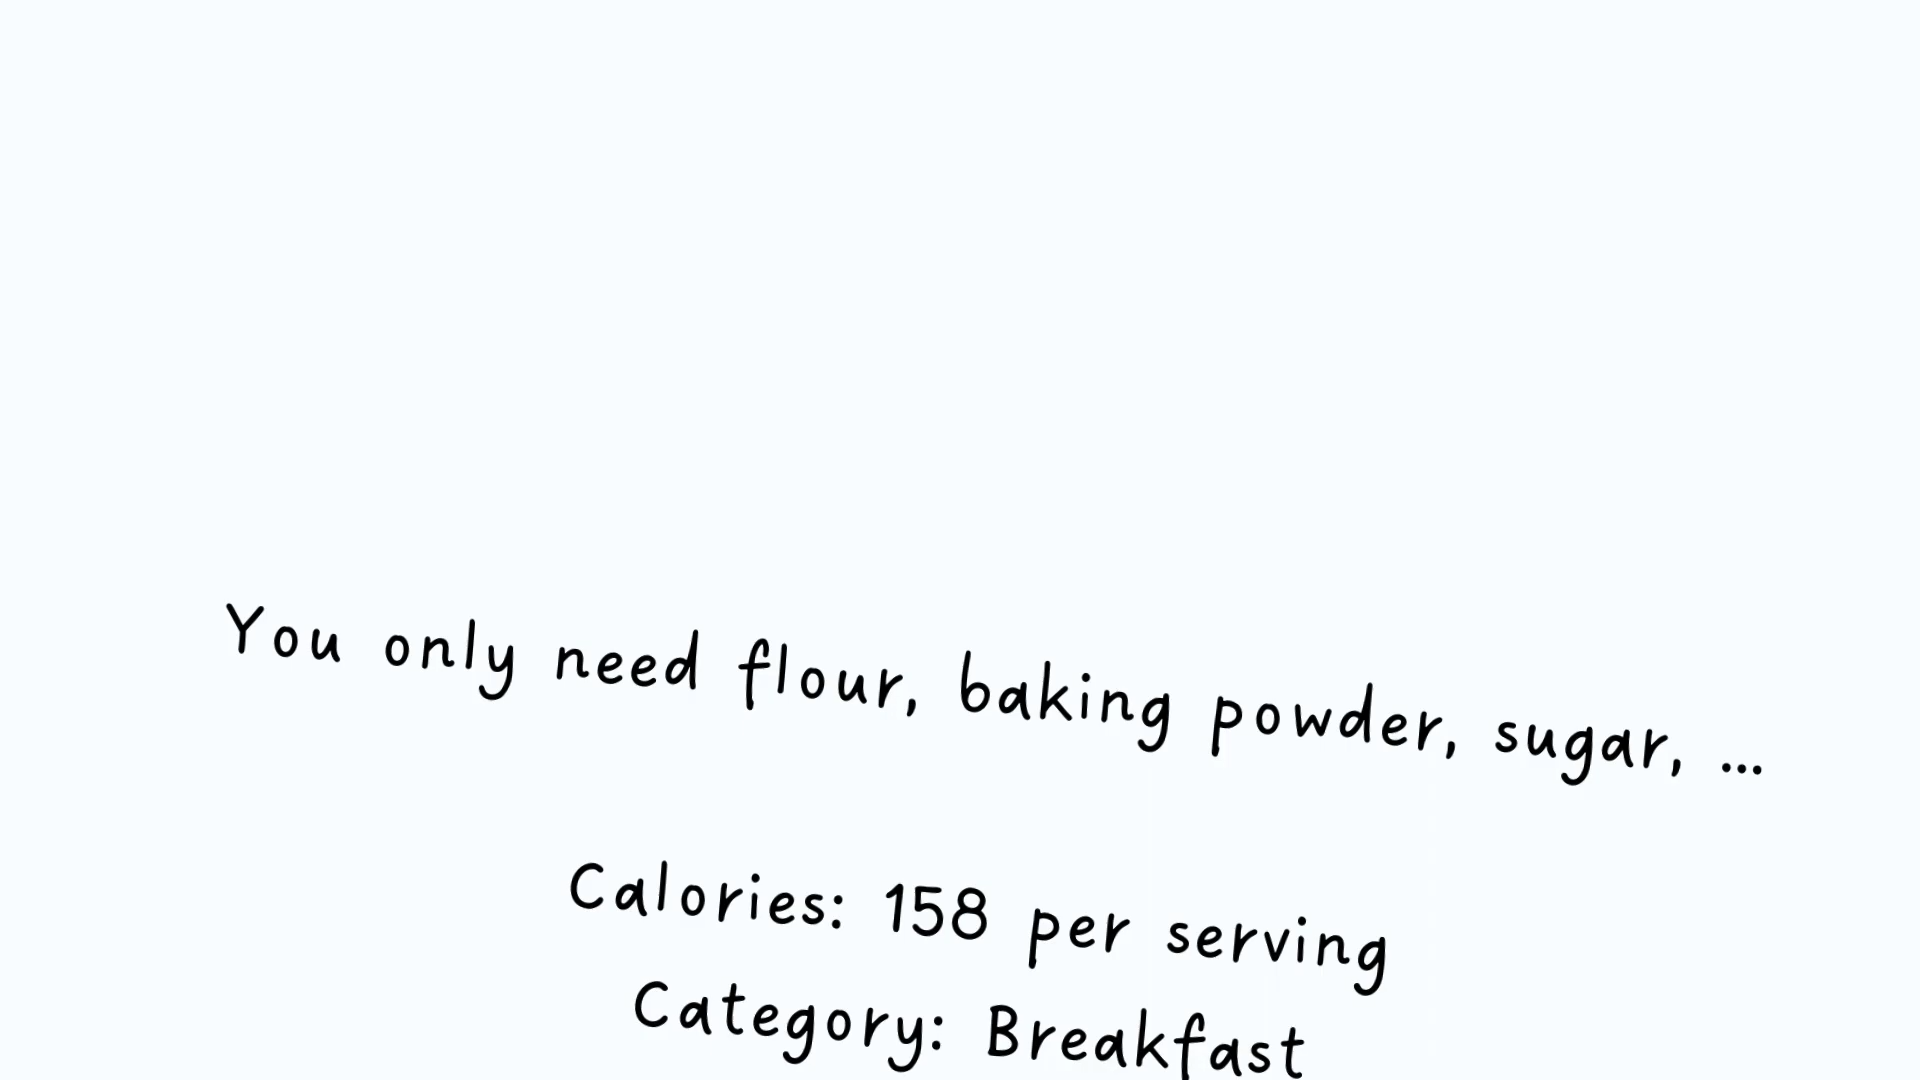 You only need flour, baking powder, sugar, ...
Calories: 158 per serving
Category: Breakfast